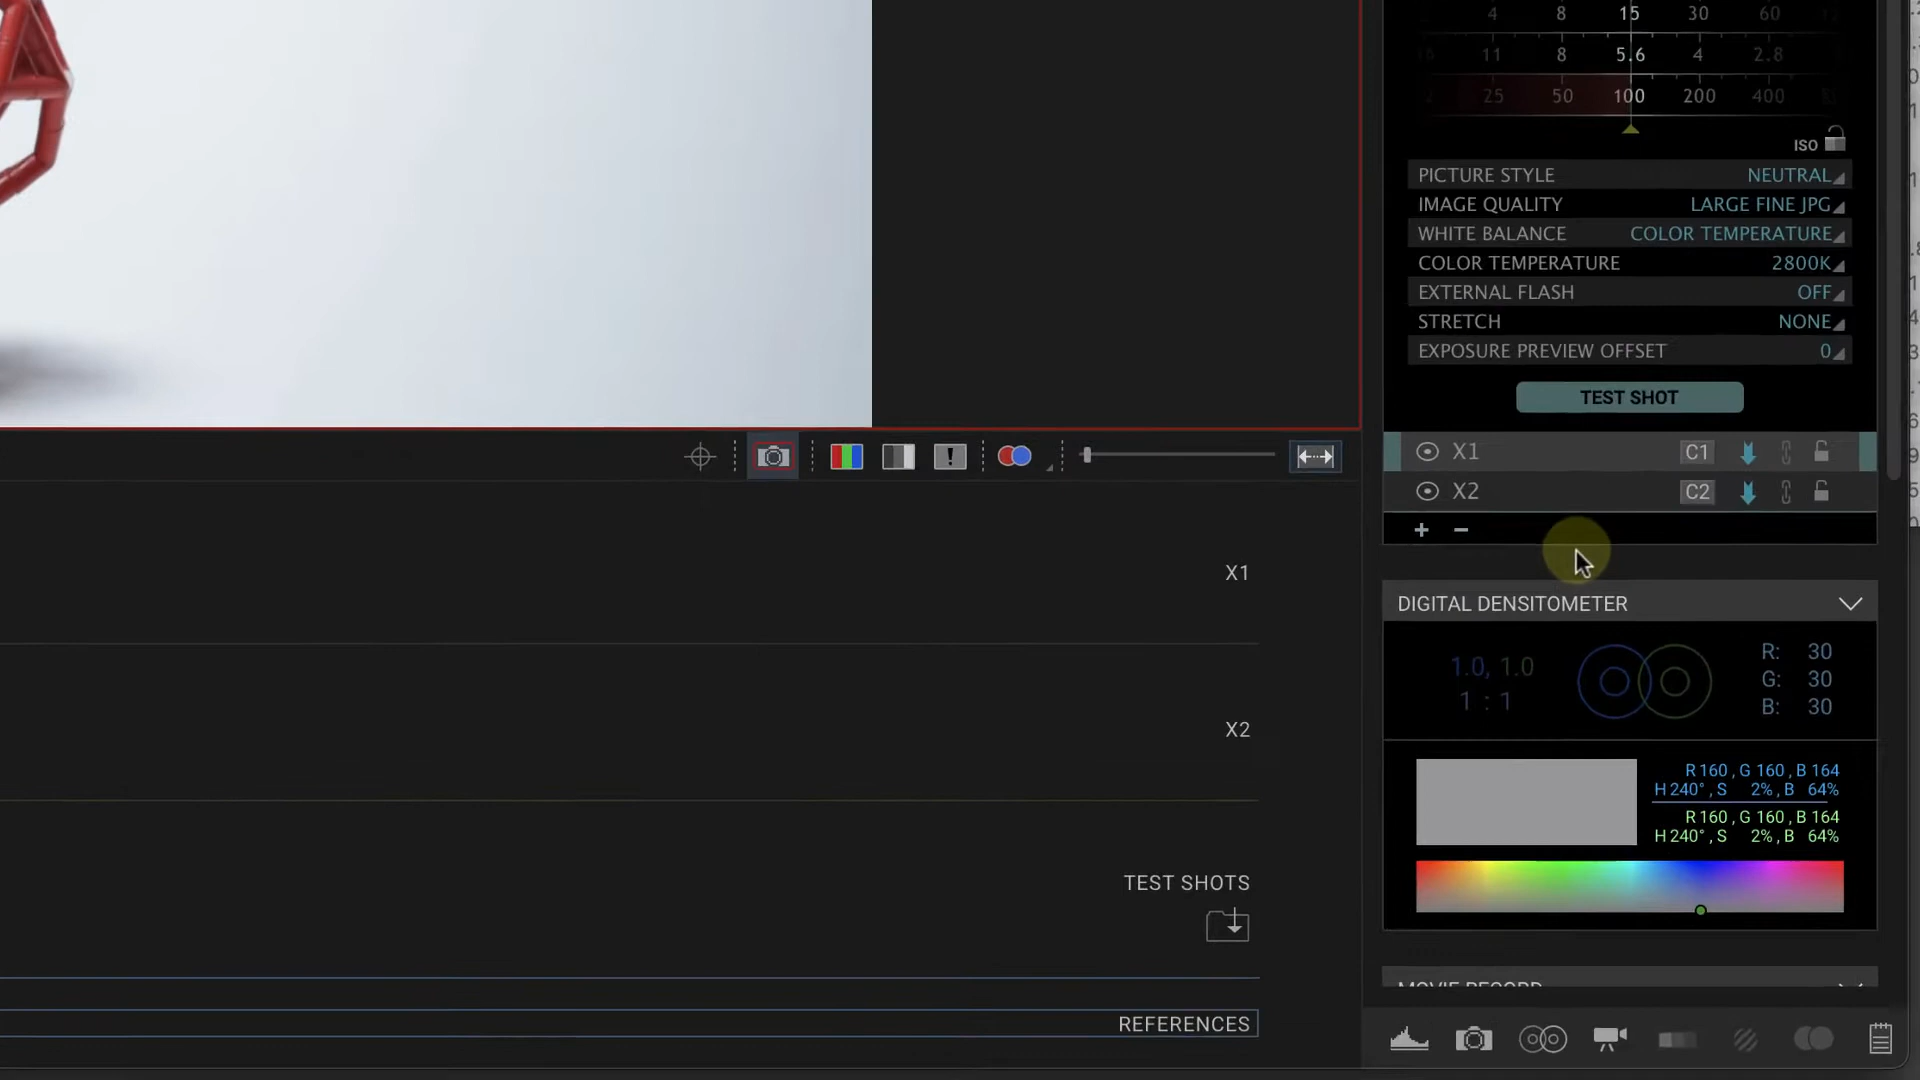 4 8 15 30 60
11 8 5.6 4 2.8
25 50 100 200 400
ISO
PICTURE STYLE NEUTRAL
IMAGE QUALITY LARGE FINE JPG
WHITE BALANCE COLOR TEMPERATURE
COLOR TEMPERATURE 2800K
EXTERNAL FLASH OFF
STRETCH NONE
EXPOSURE PREVIEW OFFSET 0
TEST SHOT
X1 C1
X2 C2
+ −
X1
X2
TEST SHOTS
REFERENCES
DIGITAL DENSITOMETER
1.0, 1.0
1 : 1
R: 30
G: 30
B: 30
R 160 , G 160 , B 164
H 240° , S 2% , B 64%
R 160 , G 160 , B 164
H 240° , S 2% , B 64%
MOVIE RECORD